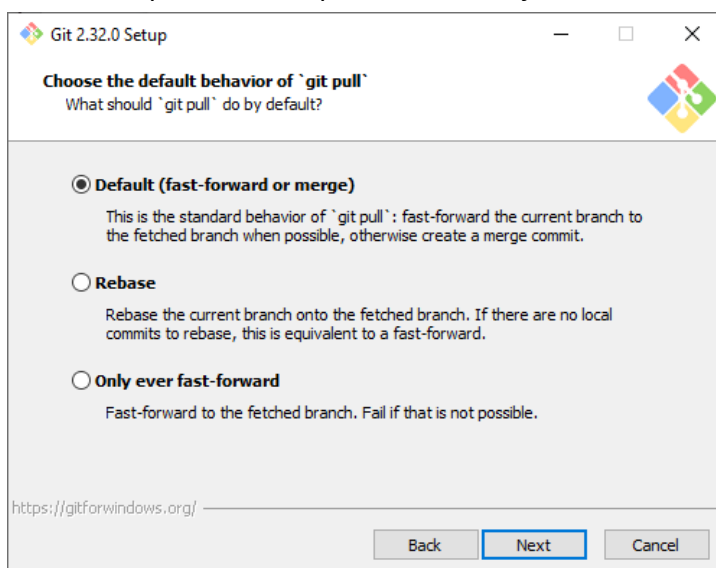 Git 2.32.0 Setup
Choose the default behavior of `git pull`
What should `git pull` do by default?
Default (fast-forward or merge)
This is the standard behavior of `git pull`: fast-forward the current branch to
the fetched branch when possible, otherwise create a merge commit.
Rebase
Rebase the current branch onto the fetched branch. If there are no local
commits to rebase, this is equivalent to a fast-forward.
Only ever fast-forward
Fast-forward to the fetched branch. Fail if that is not possible.
https://gitforwindows.org/
Back Next Cancel